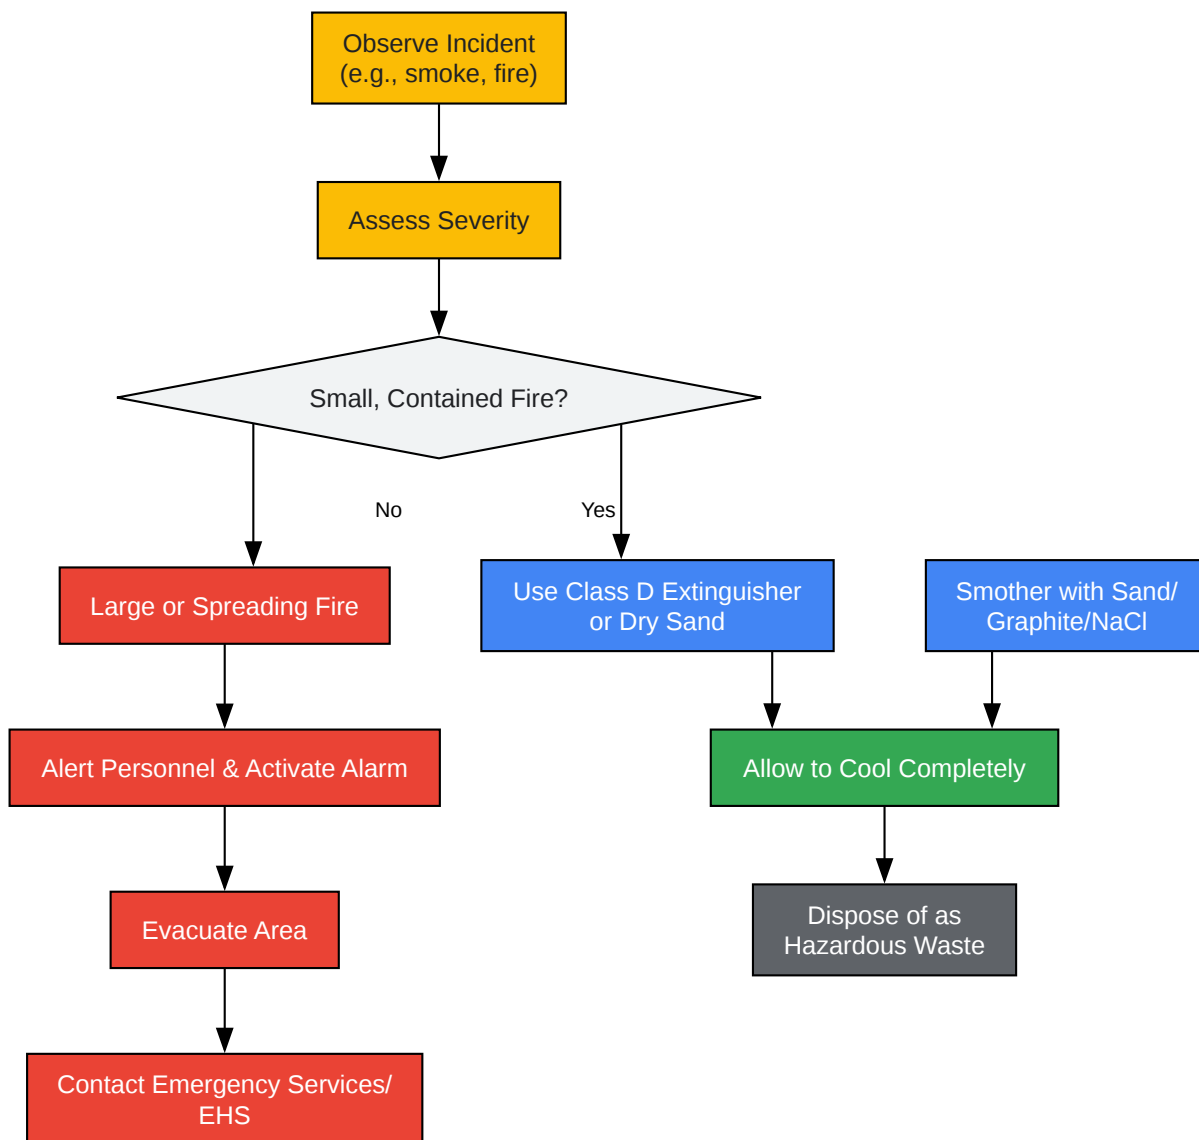 Observe Incident
(e.g., smoke, fire)
Assess Severity
Small, Contained Fire?
No
Yes
Large or Spreading Fire
Use Class D Extinguisher
or Dry Sand
Smother with Sand/
Graphite/NaCl
Alert Personnel & Activate Alarm
Allow to Cool Completely
Evacuate Area
Dispose of as
Hazardous Waste
Contact Emergency Services/
EHS